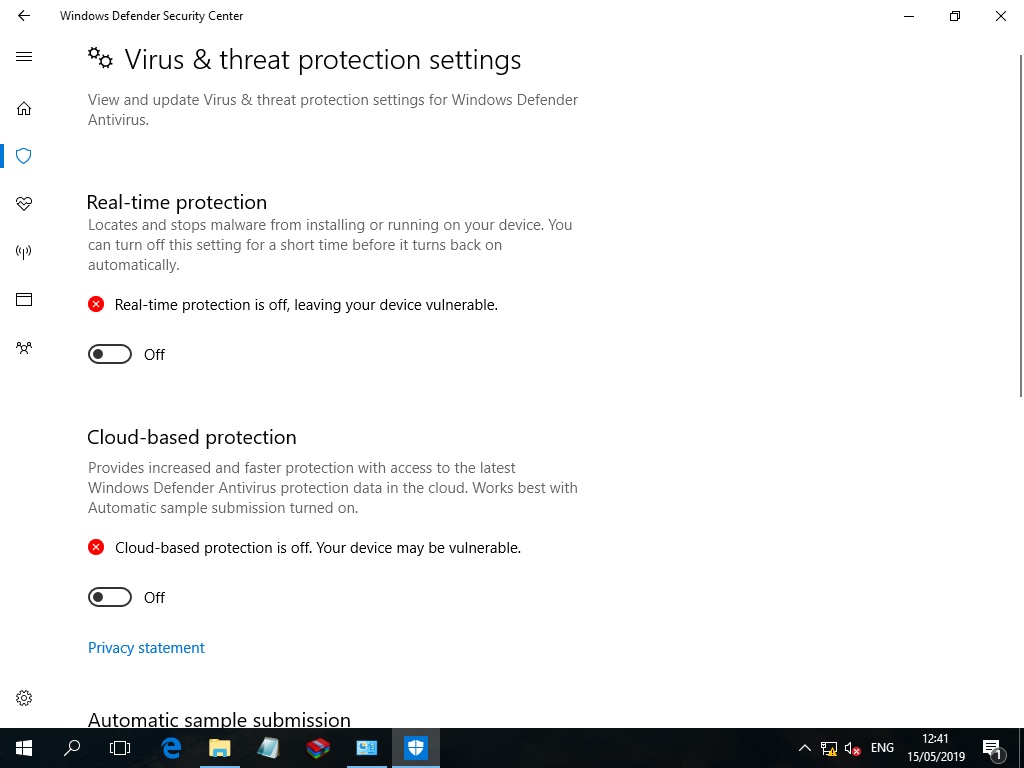 Windows Defender Security Center
Virus & threat protection settings
View and update Virus & threat protection settings for Windows Defender
Antivirus.
Real-time protection
Locates and stops malware from installing or running on your device. You
can turn off this setting for a short time before it turns back on
automatically.
Real-time protection is off, leaving your device vulnerable.
Off
Cloud-based protection
Provides increased and faster protection with access to the latest
Windows Defender Antivirus protection data in the cloud. Works best with
Automatic sample submission turned on.
Cloud-based protection is off. Your device may be vulnerable.
Off
Privacy statement
Automatic sample submission
ENG
12:41
15/05/2019
1